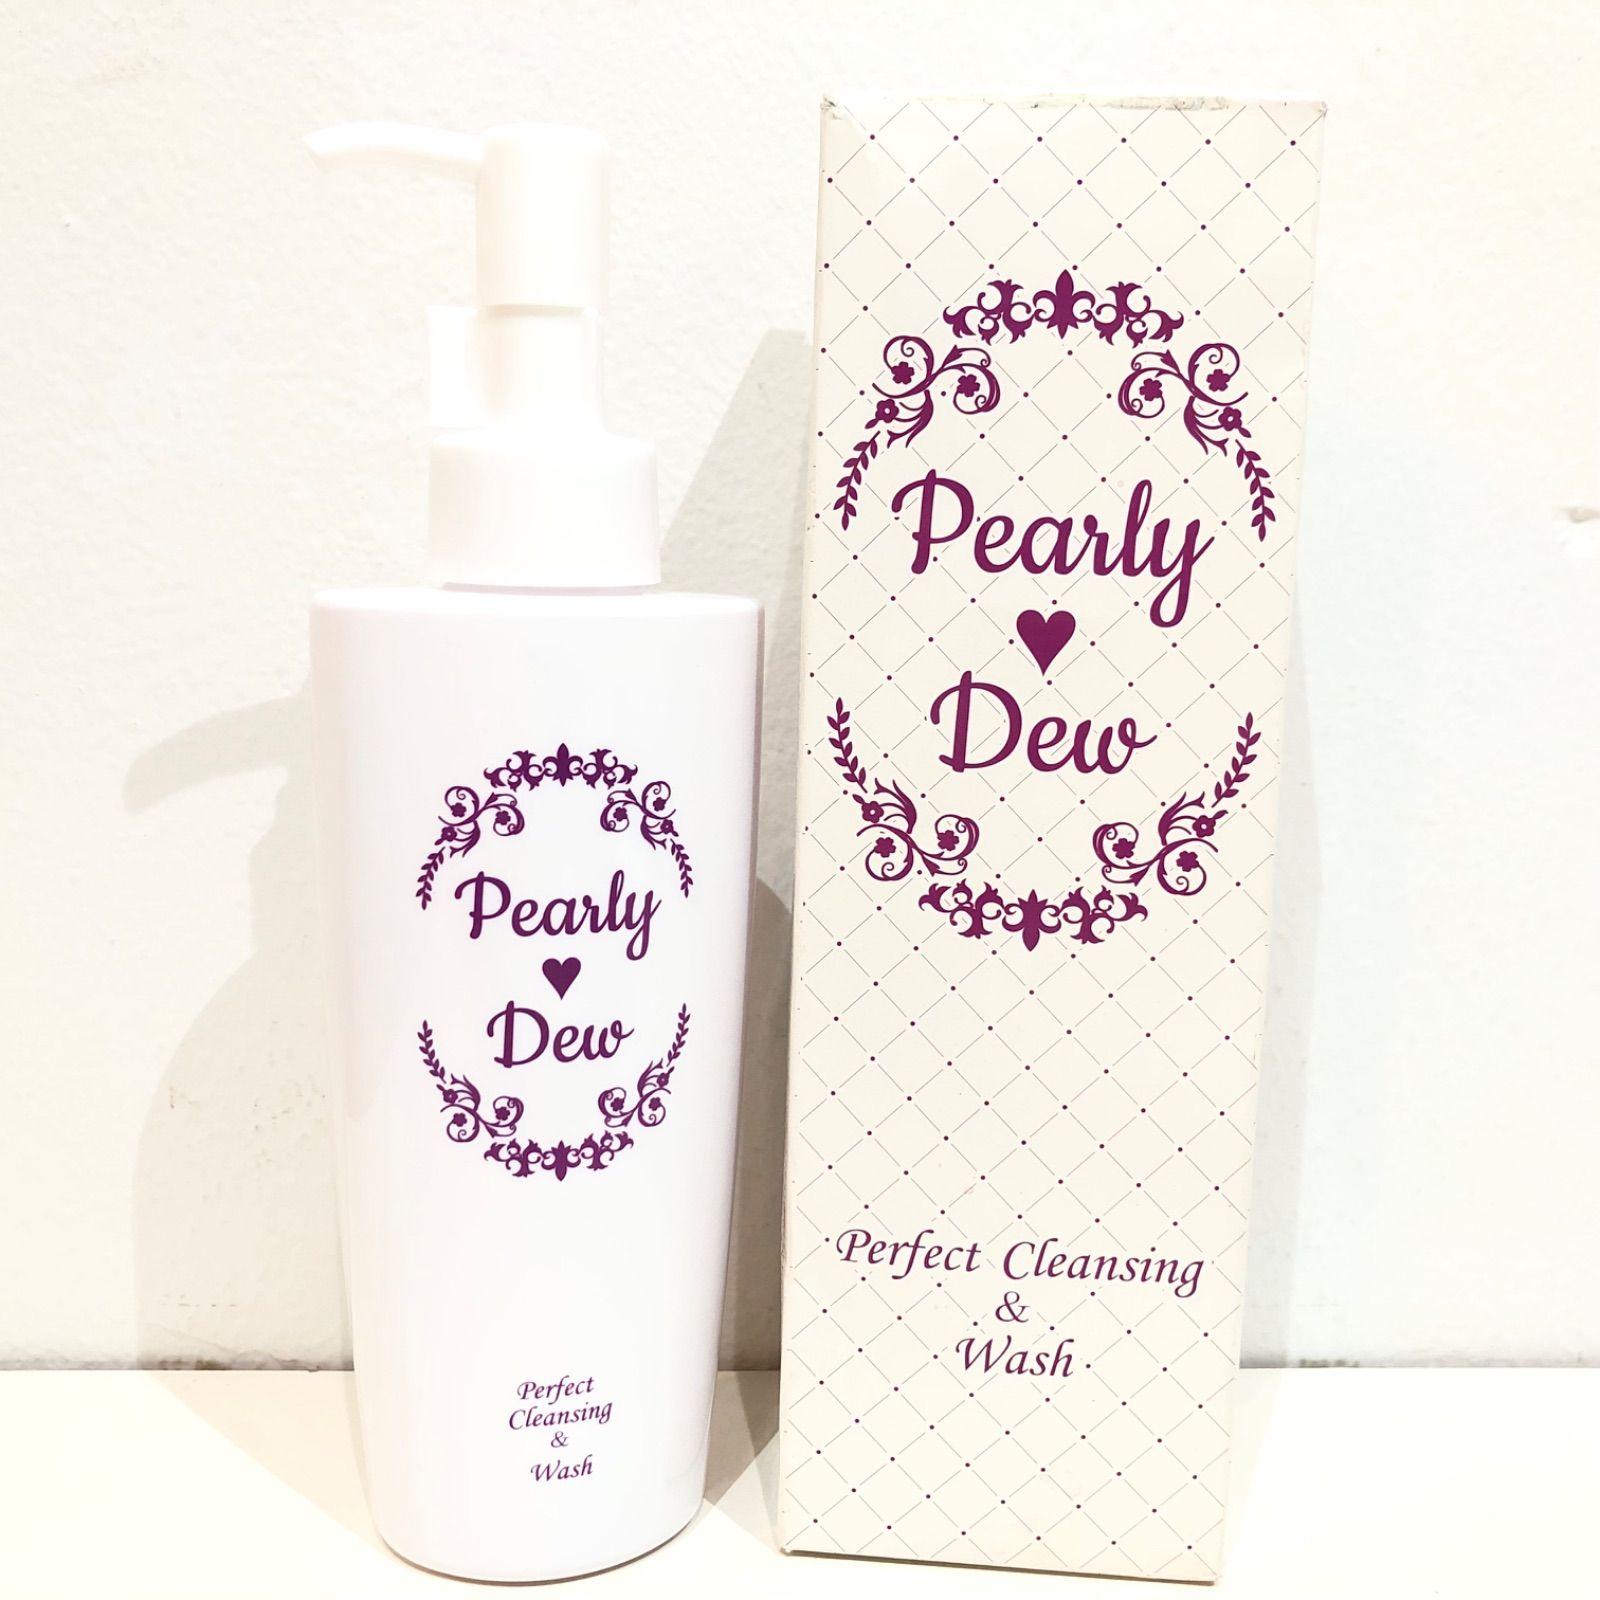 Pearly
♥
Dew
Perfect
Cleansing
&
Wash
Pearly
♥
Dew
Perfect Cleansing
&
Wash